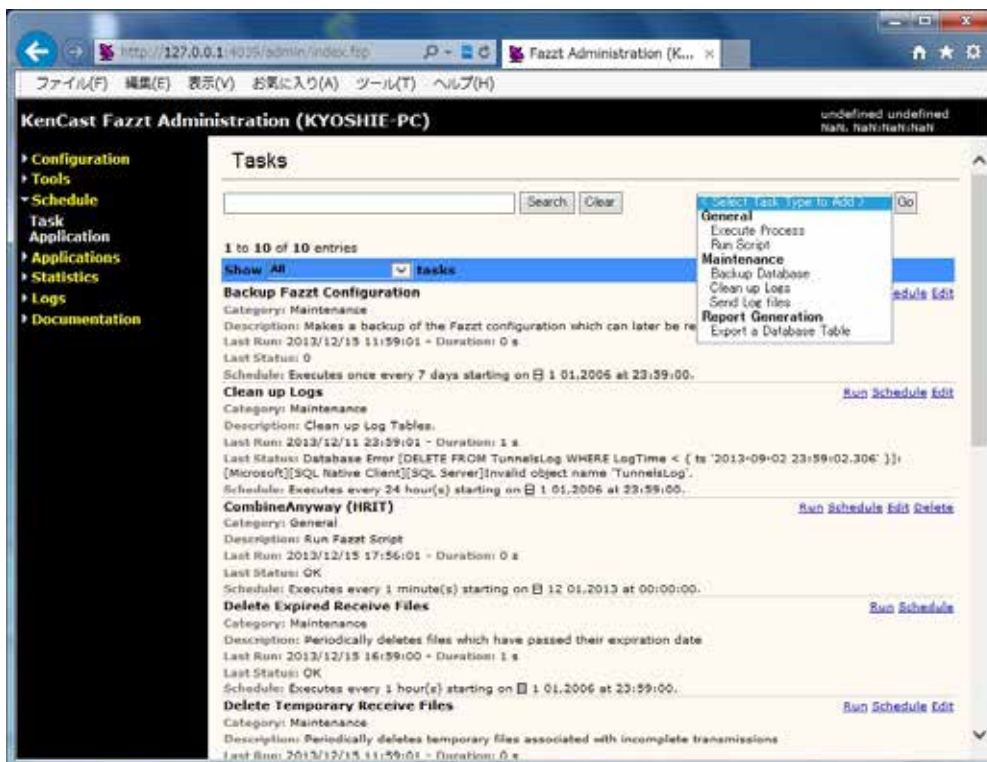 http://127.0.0.1:4035/admin/index.fsp
Fazzt Administration (K...
ファイル(F) 編集(E) 表示(V) お気に入り(A) ツール(T) ヘルプ(H)
KenCast Fazzt Administration (KYOSHIE-PC)
undefined undefined
NaN, NaN:NaN:NaN
Configuration
Tools
Schedule
Task
Application
Applications
Statistics
Logs
Documentation
Tasks
Search Clear
< Select Task Type to Add > Go
General
Execute Process
Run Script
Maintenance
Backup Database
Clean up Logs
Send Log files
Report Generation
Export a Database Table
1 to 10 of 10 entries
Show All tasks
Backup Fazzt Configuration
edule Edit
Category: Maintenance
Description: Makes a backup of the Fazzt configuration which can later be re
Last Run: 2013/12/15 11:59:01 - Duration: 0 s
Last Status: 0
Schedule: Executes once every 7 days starting on 日 1 01,2006 at 23:59:00.
Clean up Logs
Run Schedule Edit
Category: Maintenance
Description: Clean up Log Tables.
Last Run: 2013/12/11 23:59:01 - Duration: 1 s
Last Status: Database Error [DELETE FROM TunnelsLog WHERE LogTime < { ts '2013-09-02 23:59:02.306' }]:
[Microsoft][SQL Native Client][SQL Server]Invalid object name 'TunnelsLog'.
Schedule: Executes every 24 hour(s) starting on 日 1 01,2006 at 23:59:00.
CombineAnyway (HRIT)
Run Schedule Edit Delete
Category: General
Description: Run Fazzt Script
Last Run: 2013/12/15 17:56:01 - Duration: 0 s
Last Status: OK
Schedule: Executes every 1 minute(s) starting on 日 12 01,2013 at 00:00:00.
Delete Expired Receive Files
Run Schedule
Category: Maintenance
Description: Periodically deletes files which have passed their expiration date
Last Run: 2013/12/15 16:59:00 - Duration: 1 s
Last Status: OK
Schedule: Executes every 1 hour(s) starting on 日 1 01,2006 at 23:59:00.
Delete Temporary Receive Files
Run Schedule Edit
Category: Maintenance
Description: Periodically deletes temporary files associated with incomplete transmissions
Last Run: 2013/12/15 11:59:01 - Duration: 0 s